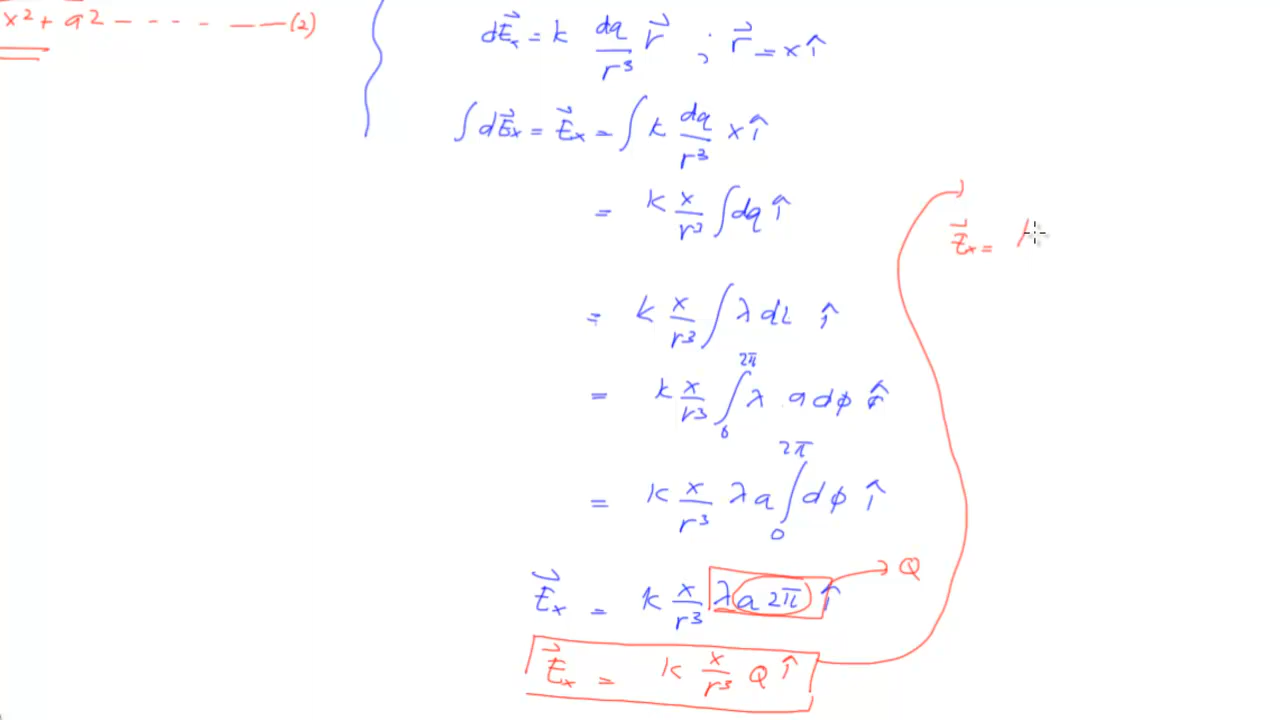 x² + a² - - - - —— (2)
dE⃗ₓ = k dq/r³ r⃗ ; r⃗ = x î
∫ dE⃗ₓ = E⃗ₓ = ∫ k dq/r³ x î
= k x/r³ ∫ dq î
E⃗ₓ = k
= k x/r³ ∫ λ dL î
= k x/r³ ∫₀^2π λ a dφ î
= k x/r³ λ a ∫₀^2π dφ î
E⃗ₓ = k x/r³ λ a 2π î → Q
E⃗ₓ = k x/r³ Q î